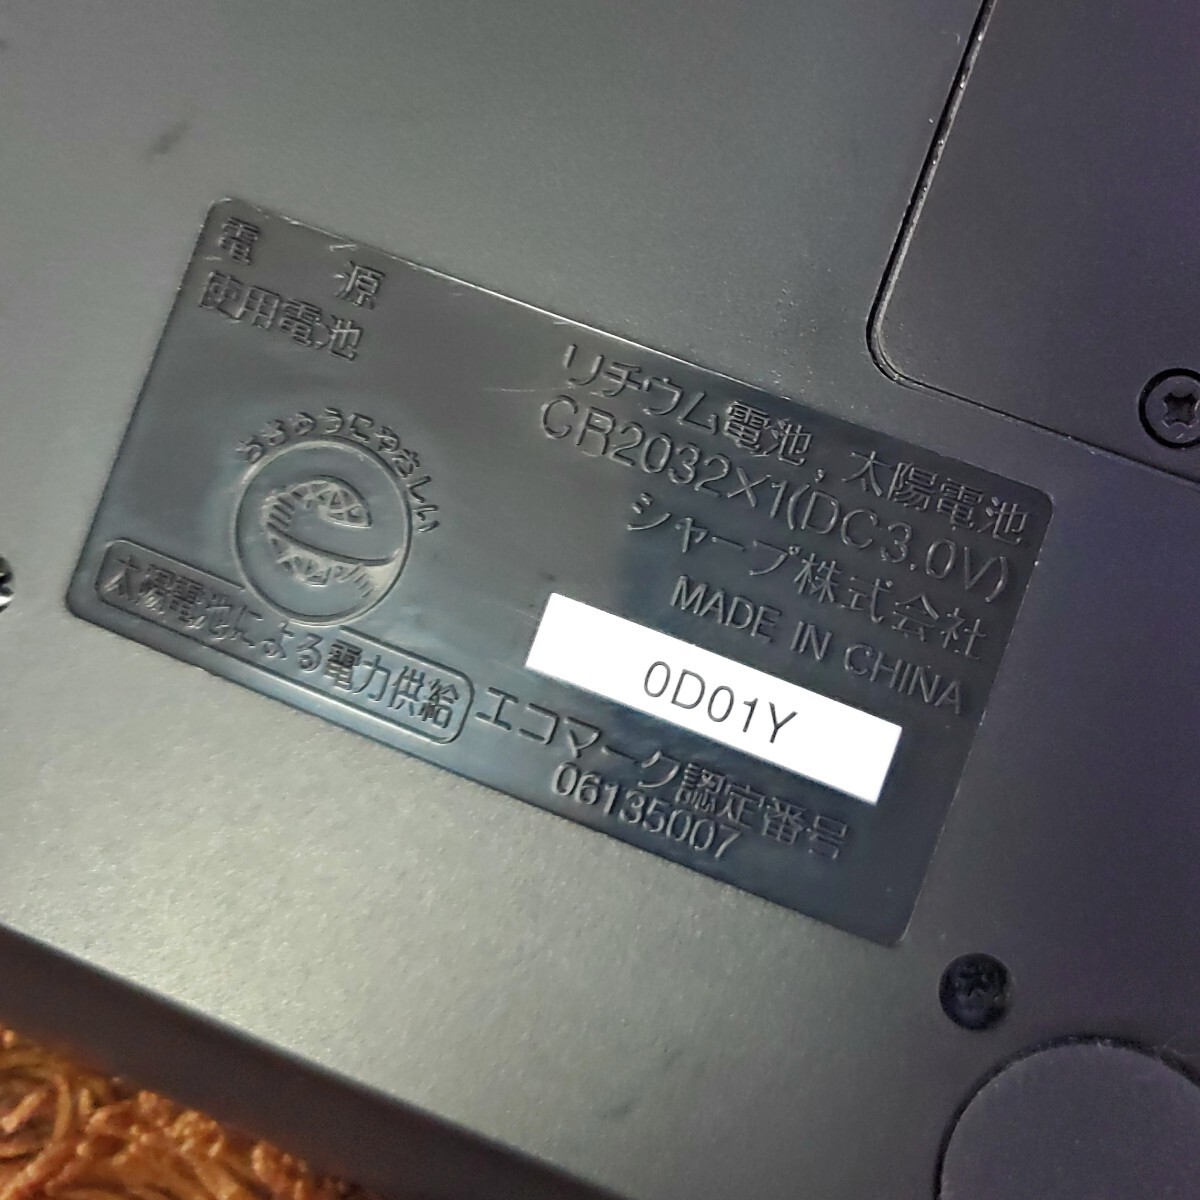 電源 リチウム電池, 太陽電池
使用電池 CR2032X1(DC3.0V)
シャープ株式会社
MADE IN CHINA
0D01Y
ちきゅうにやさしい
太陽電池による電力供給
エコマーク認定番号
06135007